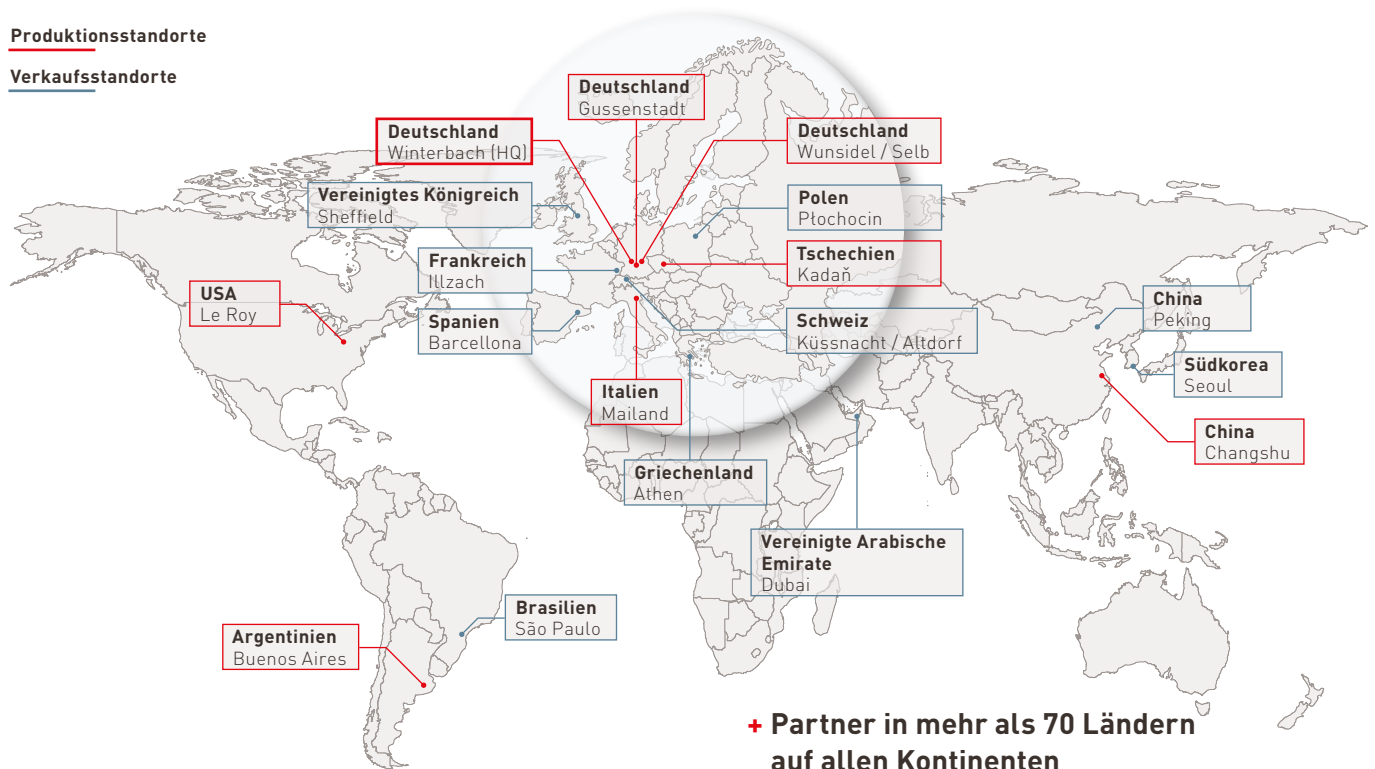 Produktionsstandorte
Verkaufsstandorte
Deutschland
Gussenstadt
Deutschland
Winterbach (HQ)
Deutschland
Wunsidel / Selb
Vereinigtes Königreich
Sheffield
Polen
Płochocin
Frankreich
Illzach
Tschechien
Kadaň
USA
Le Roy
Spanien
Barcellona
Schweiz
Küssnacht / Altdorf
China
Peking
Südkorea
Seoul
Italien
Mailand
China
Changshu
Griechenland
Athen
Vereinigte Arabische
Emirate
Dubai
Brasilien
São Paulo
Argentinien
Buenos Aires
+ Partner in mehr als 70 Ländern
auf allen Kontinenten